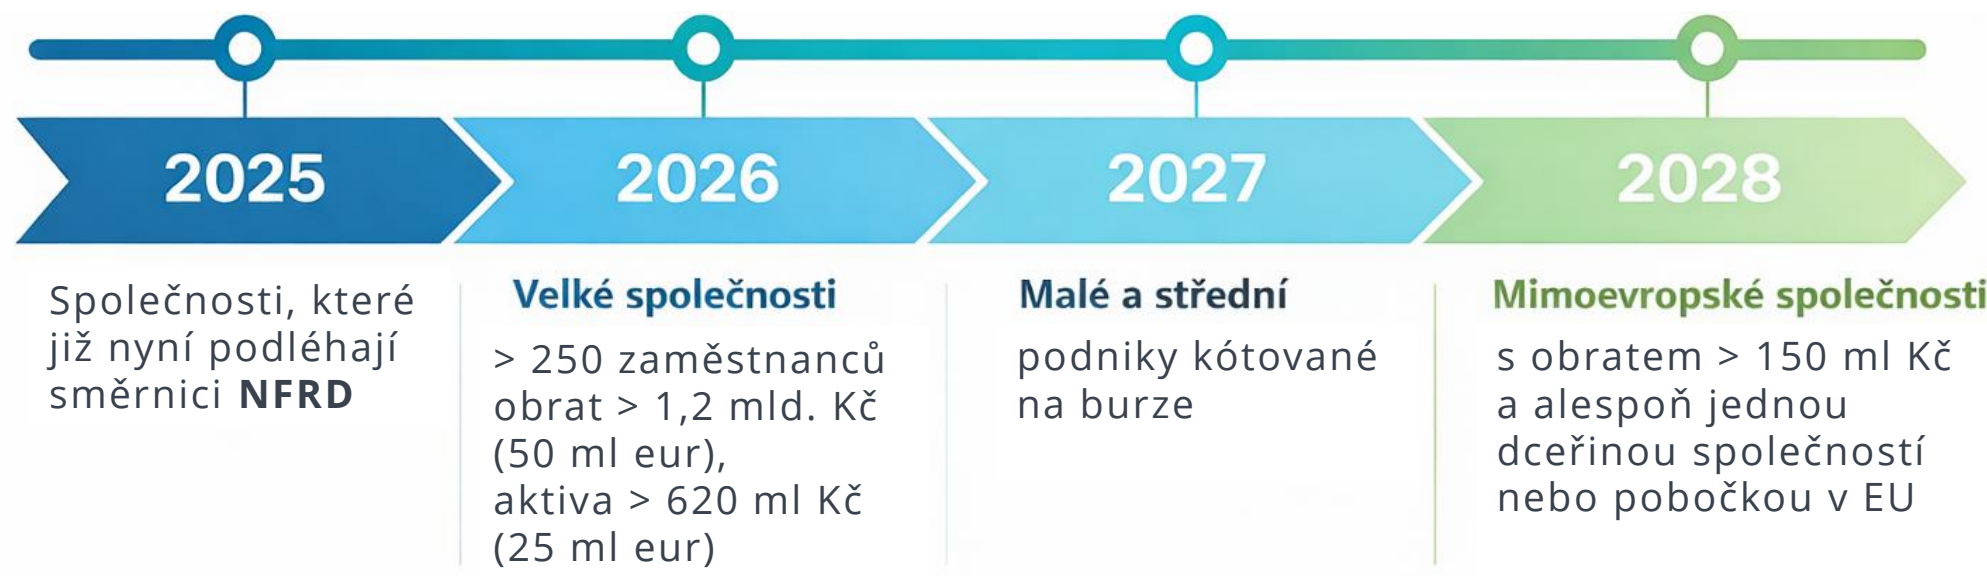 2025
2026
2027
2028
Společnosti, které
již nyní podléhají
směrnici NFRD
Velké společnosti
> 250 zaměstnanců
obrat > 1,2 mld. Kč
(50 ml eur),
aktiva > 620 ml Kč
(25 ml eur)
Malé a střední
podniky kótované
na burze
Mimoevropské společnosti
s obratem > 150 ml Kč
a alespoň jednou
dceřinou společností
nebo pobočkou v EU